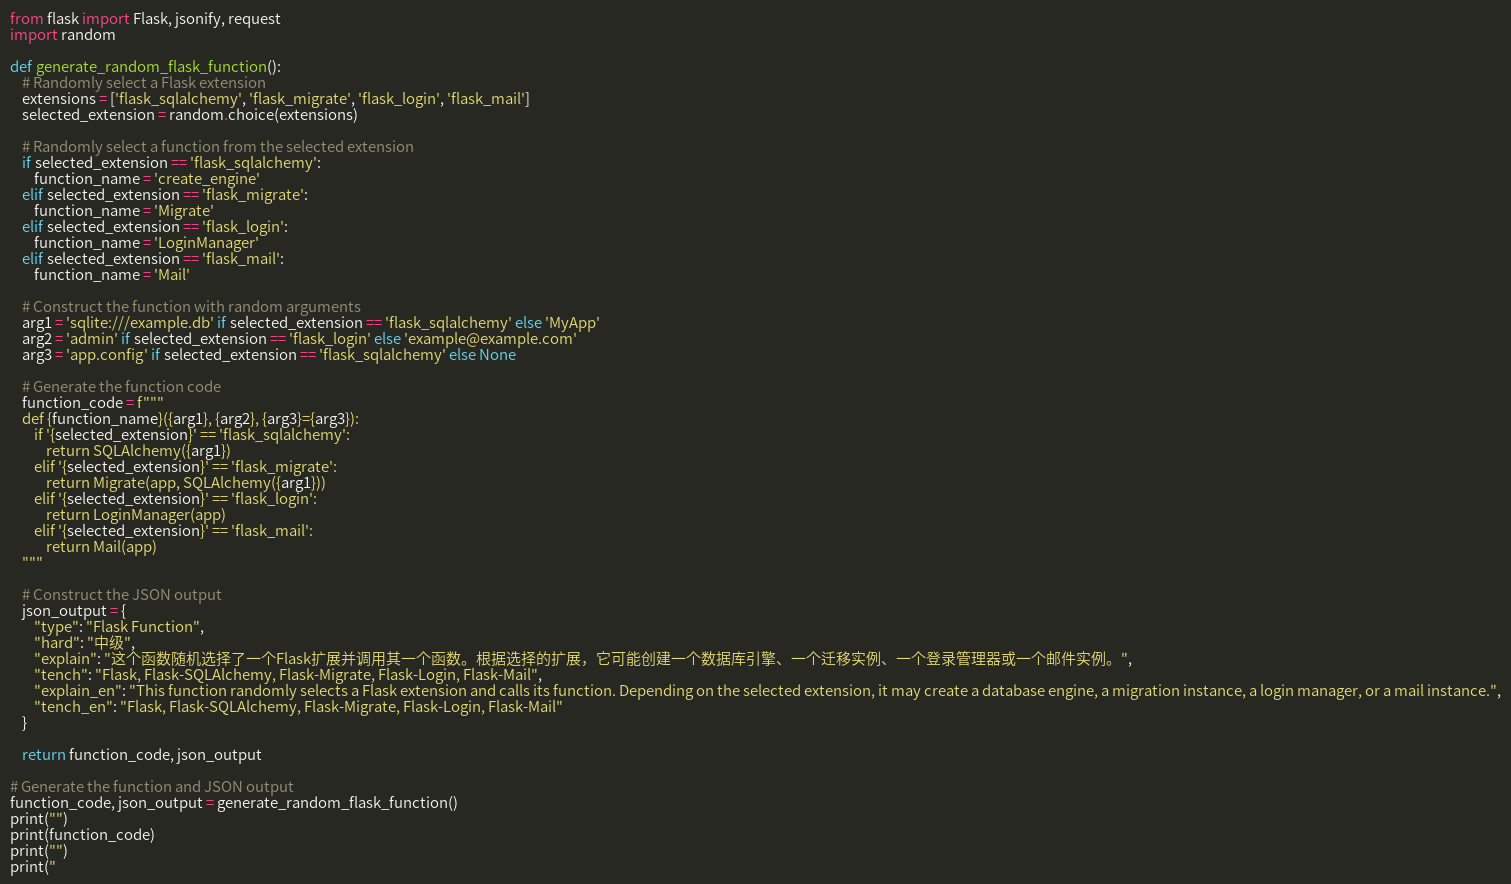 from flask import Flask, jsonify, request
import random

def generate_random_flask_function():
    # Randomly select a Flask extension
    extensions = ['flask_sqlalchemy', 'flask_migrate', 'flask_login', 'flask_mail']
    selected_extension = random.choice(extensions)

    # Randomly select a function from the selected extension
    if selected_extension == 'flask_sqlalchemy':
        function_name = 'create_engine'
    elif selected_extension == 'flask_migrate':
        function_name = 'Migrate'
    elif selected_extension == 'flask_login':
        function_name = 'LoginManager'
    elif selected_extension == 'flask_mail':
        function_name = 'Mail'

    # Construct the function with random arguments
    arg1 = 'sqlite:///example.db' if selected_extension == 'flask_sqlalchemy' else 'MyApp'
    arg2 = 'admin' if selected_extension == 'flask_login' else 'example@example.com'
    arg3 = 'app.config' if selected_extension == 'flask_sqlalchemy' else None

    # Generate the function code
    function_code = f"""
    def {function_name}({arg1}, {arg2}, {arg3}={arg3}):
        if '{selected_extension}' == 'flask_sqlalchemy':
            return SQLAlchemy({arg1})
        elif '{selected_extension}' == 'flask_migrate':
            return Migrate(app, SQLAlchemy({arg1}))
        elif '{selected_extension}' == 'flask_login':
            return LoginManager(app)
        elif '{selected_extension}' == 'flask_mail':
            return Mail(app)
    """

    # Construct the JSON output
    json_output = {
        "type": "Flask Function",
        "hard": "中级",
        "explain": "这个函数随机选择了一个Flask扩展并调用其一个函数。根据选择的扩展，它可能创建一个数据库引擎、一个迁移实例、一个登录管理器或一个邮件实例。",
        "tench": "Flask, Flask-SQLAlchemy, Flask-Migrate, Flask-Login, Flask-Mail",
        "explain_en": "This function randomly selects a Flask extension and calls its function. Depending on the selected extension, it may create a database engine, a migration instance, a login manager, or a mail instance.",
        "tench_en": "Flask, Flask-SQLAlchemy, Flask-Migrate, Flask-Login, Flask-Mail"
    }

    return function_code, json_output

# Generate the function and JSON output
function_code, json_output = generate_random_flask_function()
print("")
print(function_code)
print("")
print("